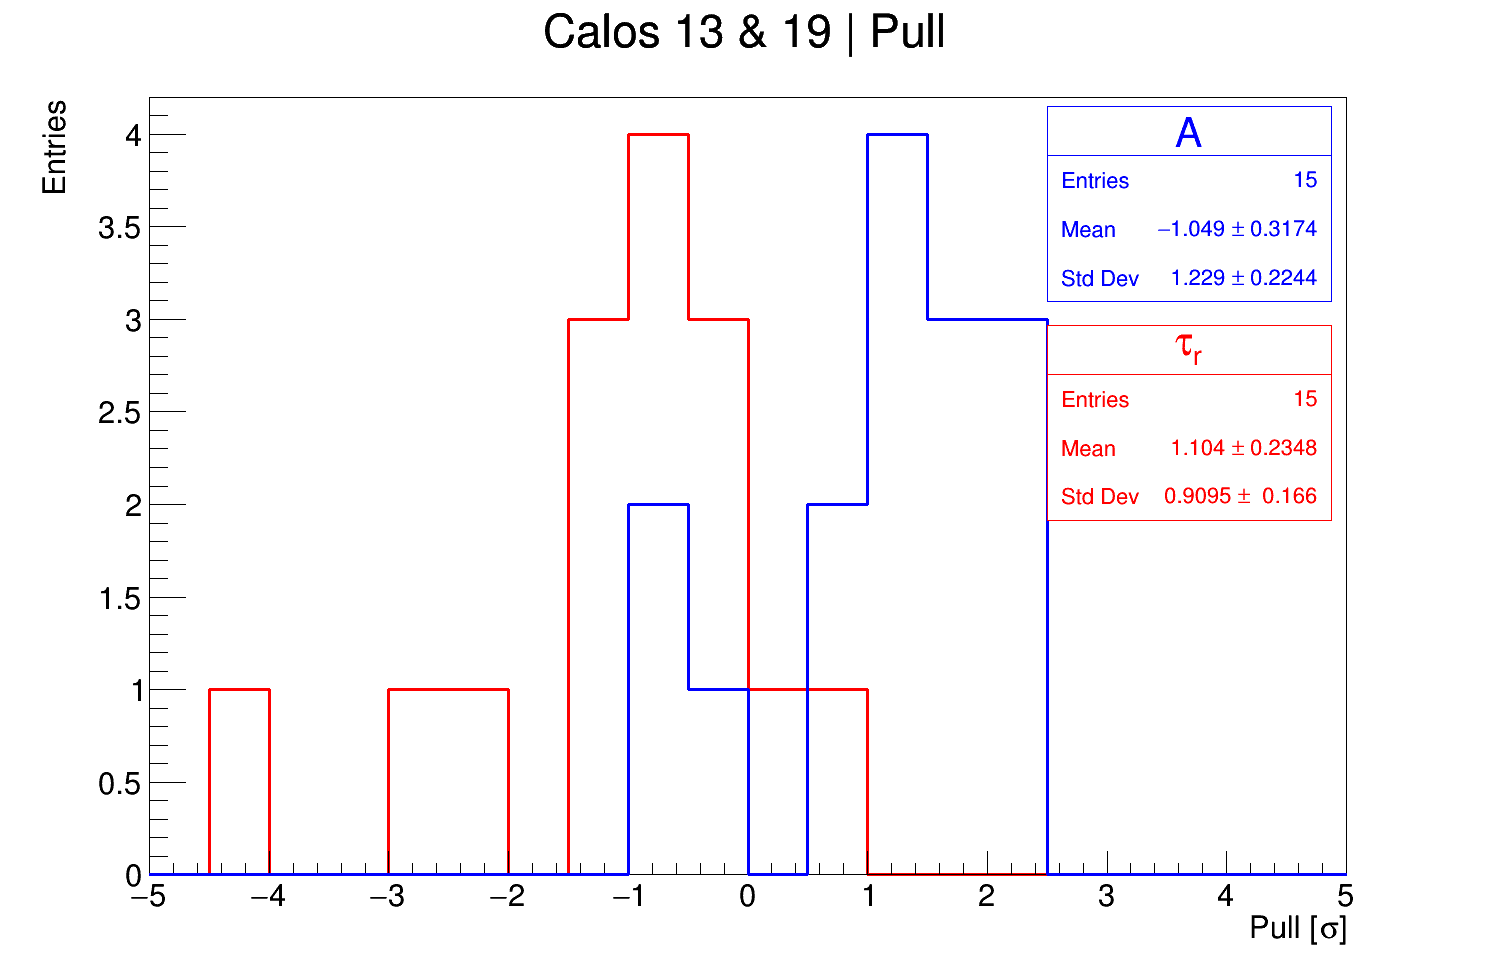 Calos 13 & 19 | Pull
Entries
4
3.5
3
2.5
2
1.5
1
0.5
0
−5 −4 −3 −2 −1 0 1 2 3 4 5
Pull [σ]
A
Entries 15
Mean −1.049 ± 0.3174
Std Dev 1.229 ± 0.2244
τr
Entries 15
Mean 1.104 ± 0.2348
Std Dev 0.9095 ± 0.166